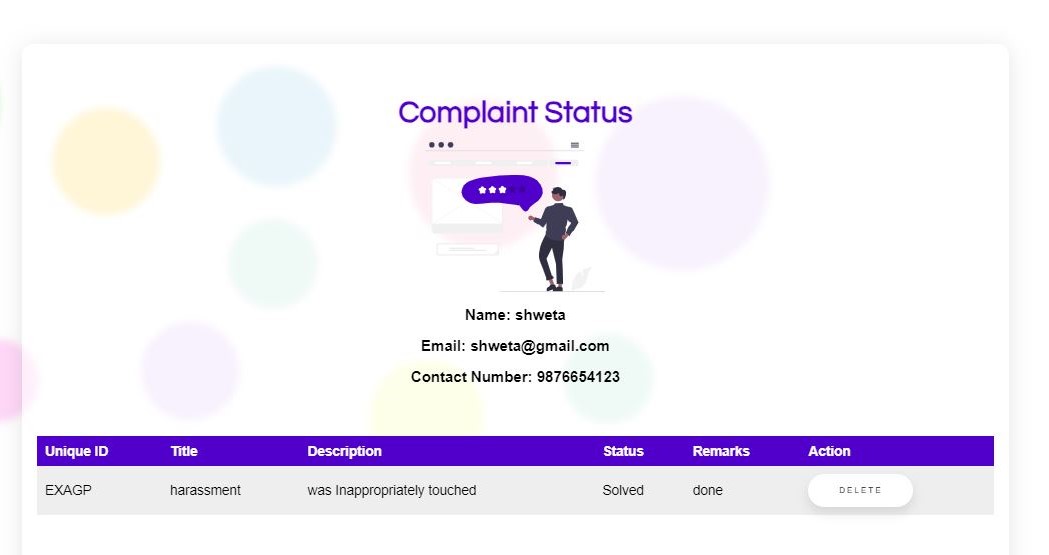 Complaint Status
Name: shweta
Email: shweta@gmail.com
Contact Number: 9876654123
Unique ID Title Description Status Remarks Action
EXAGP harassment was Inappropriately touched Solved done DELETE